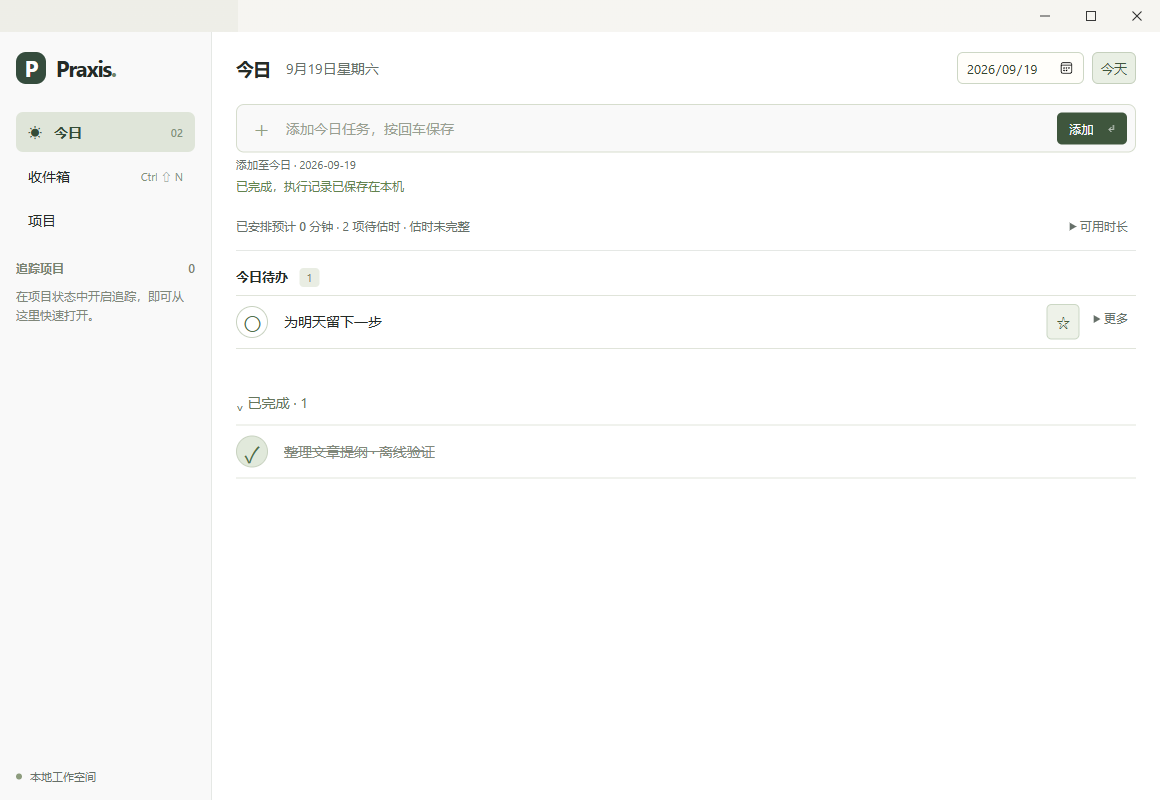 P Praxis.
今日 02
收件箱 Ctrl ⇧ N
项目
追踪项目 0
在项目状态中开启追踪，即可从
这里快速打开。
本地工作空间
今日 9月19日星期六 2026/09/19 今天
添加今日任务，按回车保存 添加
添加至今日 · 2026-09-19
已完成，执行记录已保存在本机
已安排预计 0 分钟 · 2 项待估时 · 估时未完整 ▶ 可用时长
今日待办 1
为明天留下一步 ☆ ▶ 更多
已完成 · 1
整理文章提纲 · 离线验证